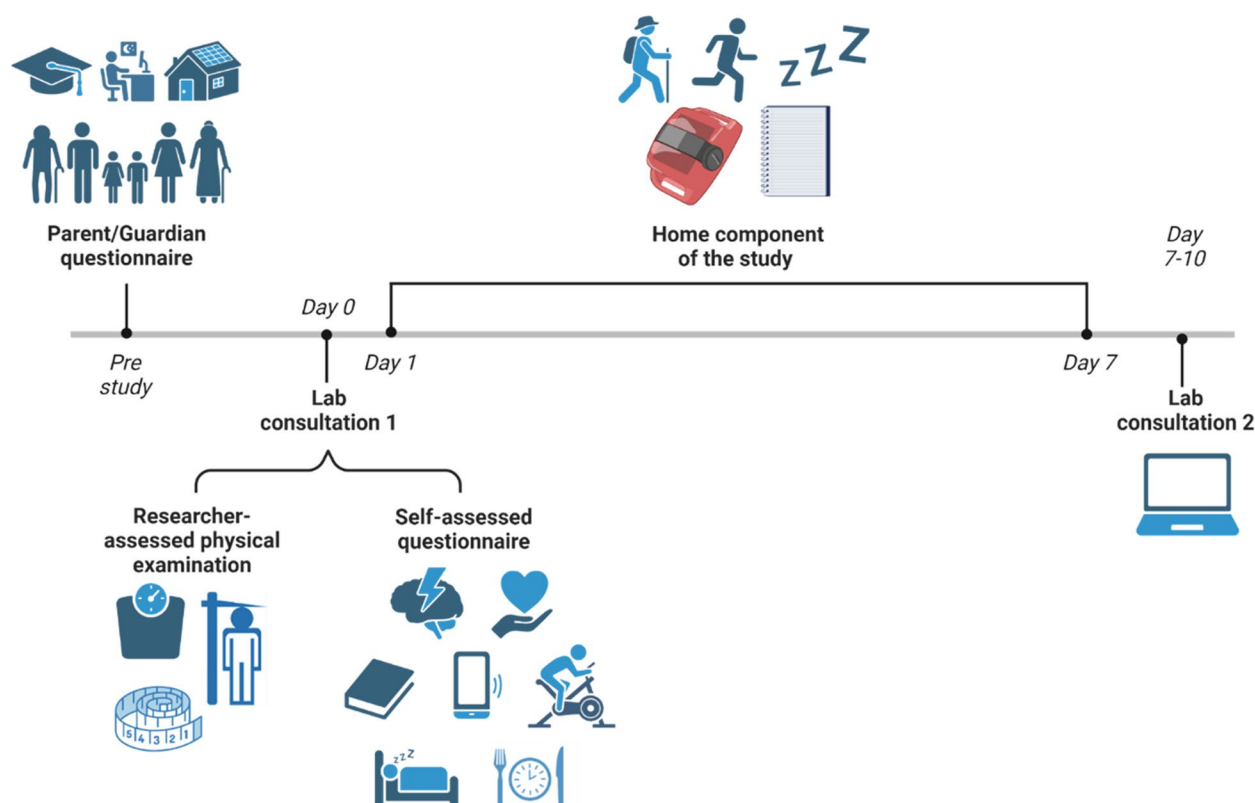 z z Z
Parent/Guardian
questionnaire
Home component
of the study
Day
7-10
Day 0
Pre
study
Day 1
Day 7
Lab
consultation 1
Lab
consultation 2
Researcher-
assessed physical
examination
Self-assessed
questionnaire
5 4 3 2 1
z z Z